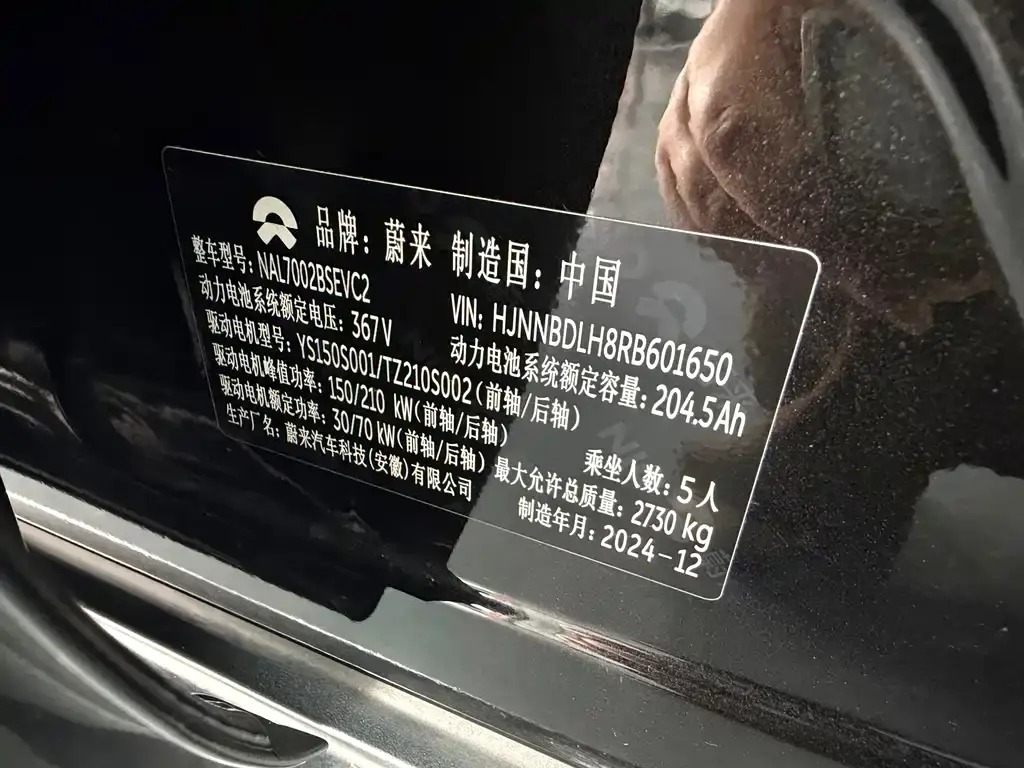 品牌: 蔚来 制造国: 中国
整车型号: NAL7002BSEVC2
VIN: HJNNBDLH8RB601650
动力电池系统额定电压: 367V
动力电池系统额定容量: 204.5Ah
驱动电机型号: YS150S001/TZ210S002(前轴/后轴)
驱动电机峰值功率: 150/210 kW(前轴/后轴)
乘坐人数: 5人
驱动电机额定功率: 30/70 kW(前轴/后轴)
最大允许总质量: 2730 kg
生产厂名: 蔚来汽车科技(安徽)有限公司
制造年月: 2024-12